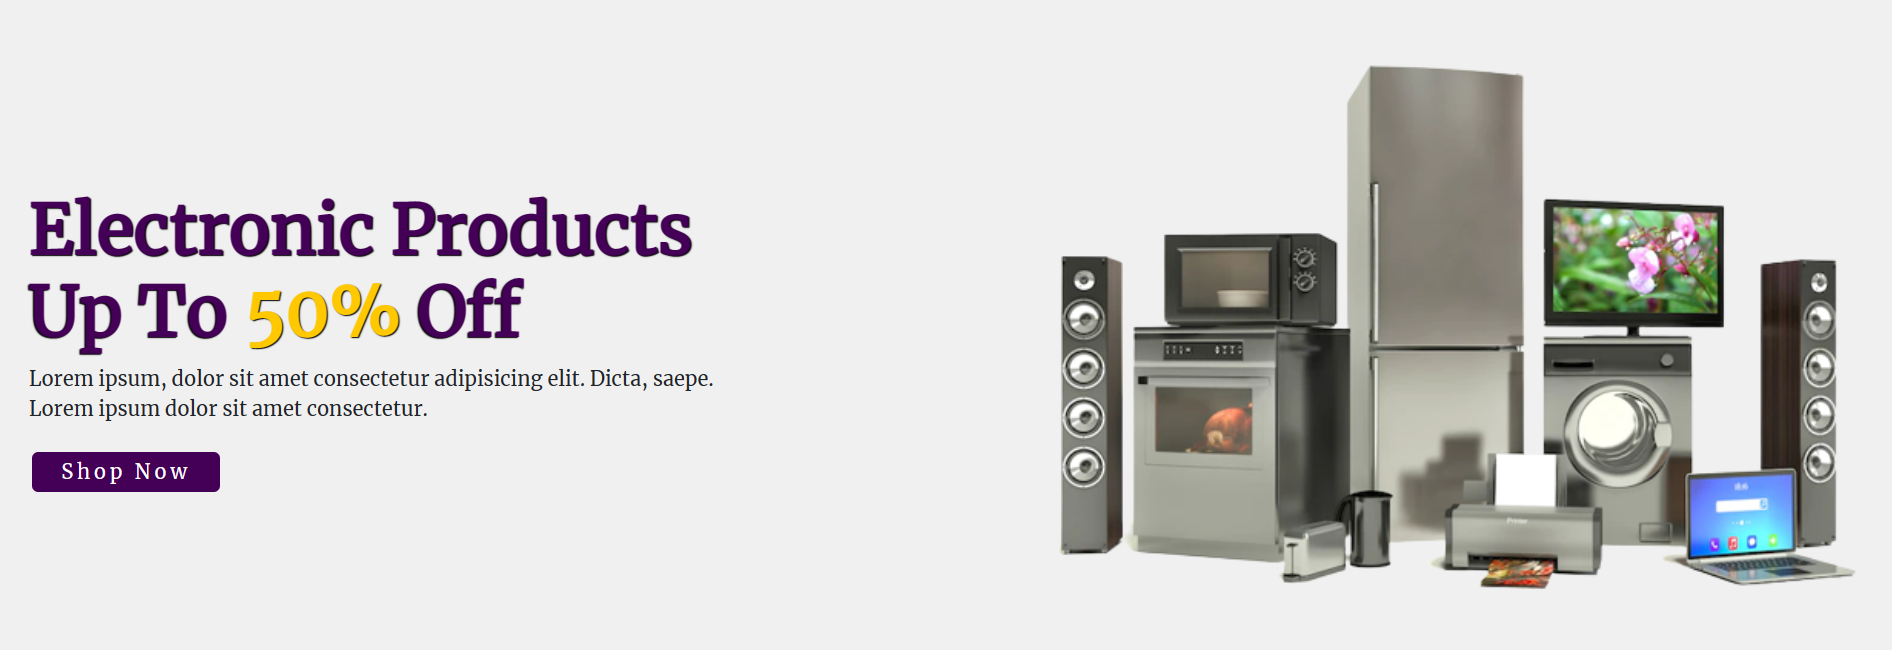 Electronic Products
Up To 50% Off
Lorem ipsum, dolor sit amet consectetur adipisicing elit. Dicta, saepe.
Lorem ipsum dolor sit amet consectetur.
Shop Now
Printer